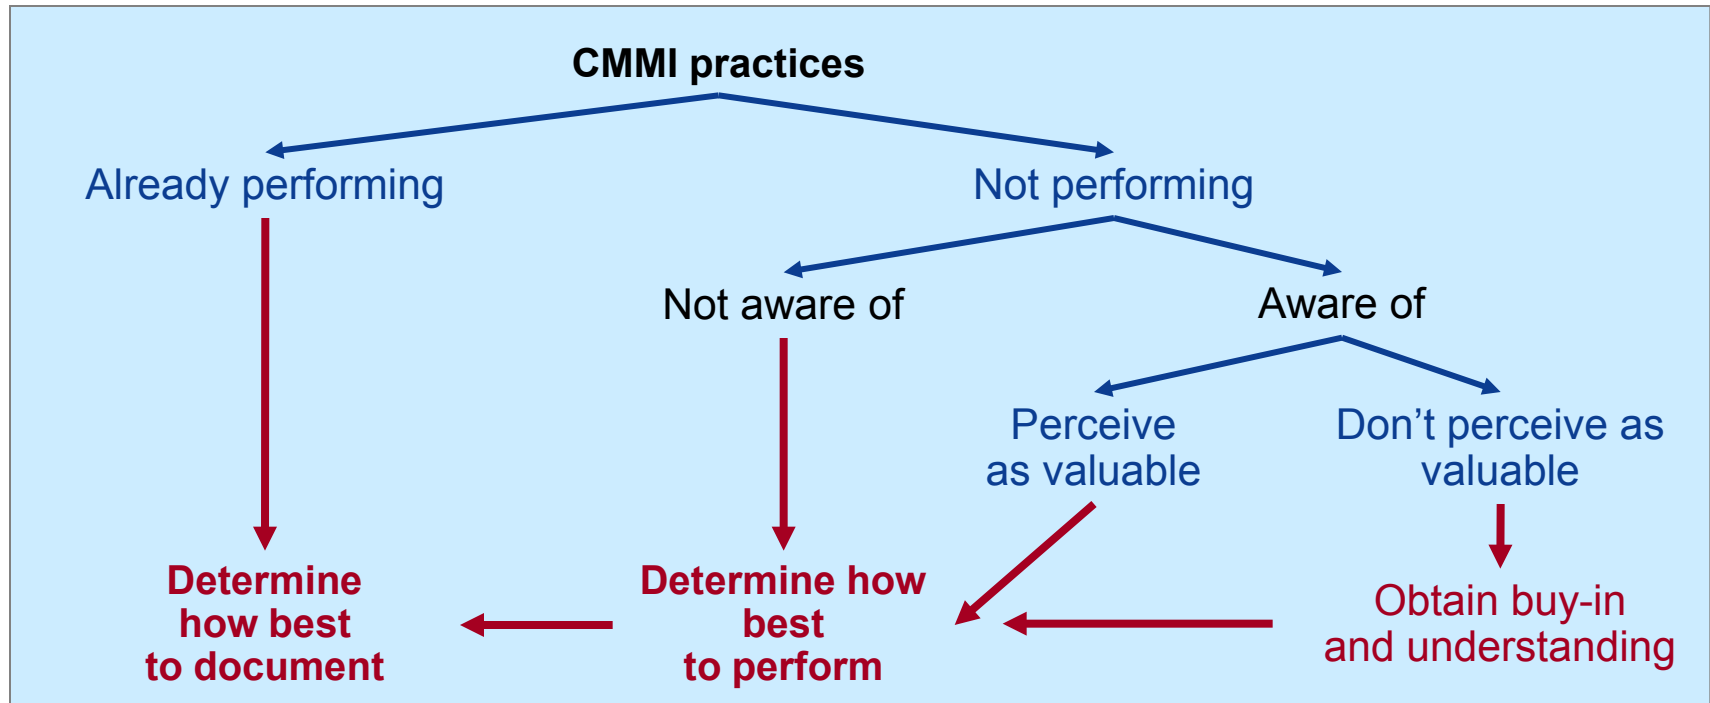 CMMI practices
Already performing
Not performing
Not aware of
Aware of
Perceive
as valuable
Don’t perceive as
valuable
Determine
how best
to document
Determine how
best
to perform
Obtain buy-in
and understanding